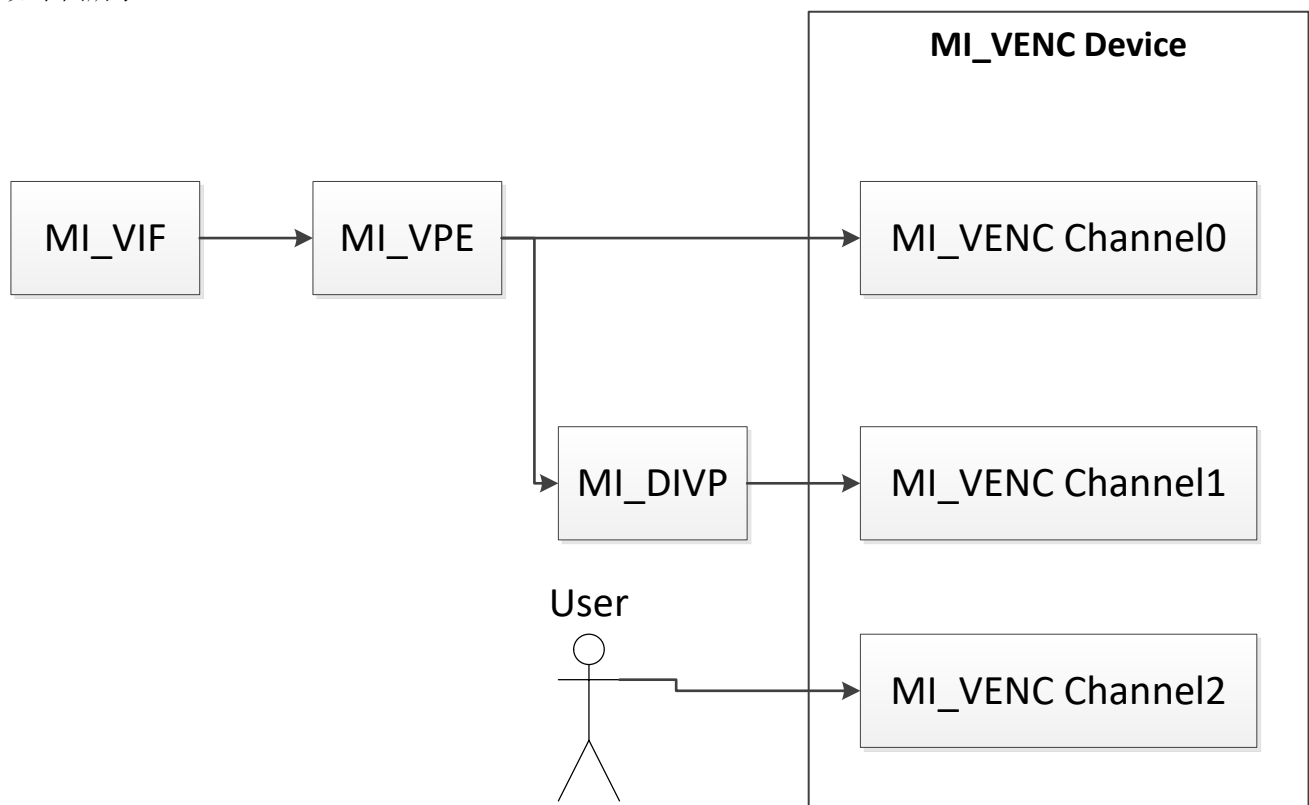 MI_VENC Device
MI_VIF
MI_VPE
MI_VENC Channel0
MI_DIVP
MI_VENC Channel1
User
MI_VENC Channel2